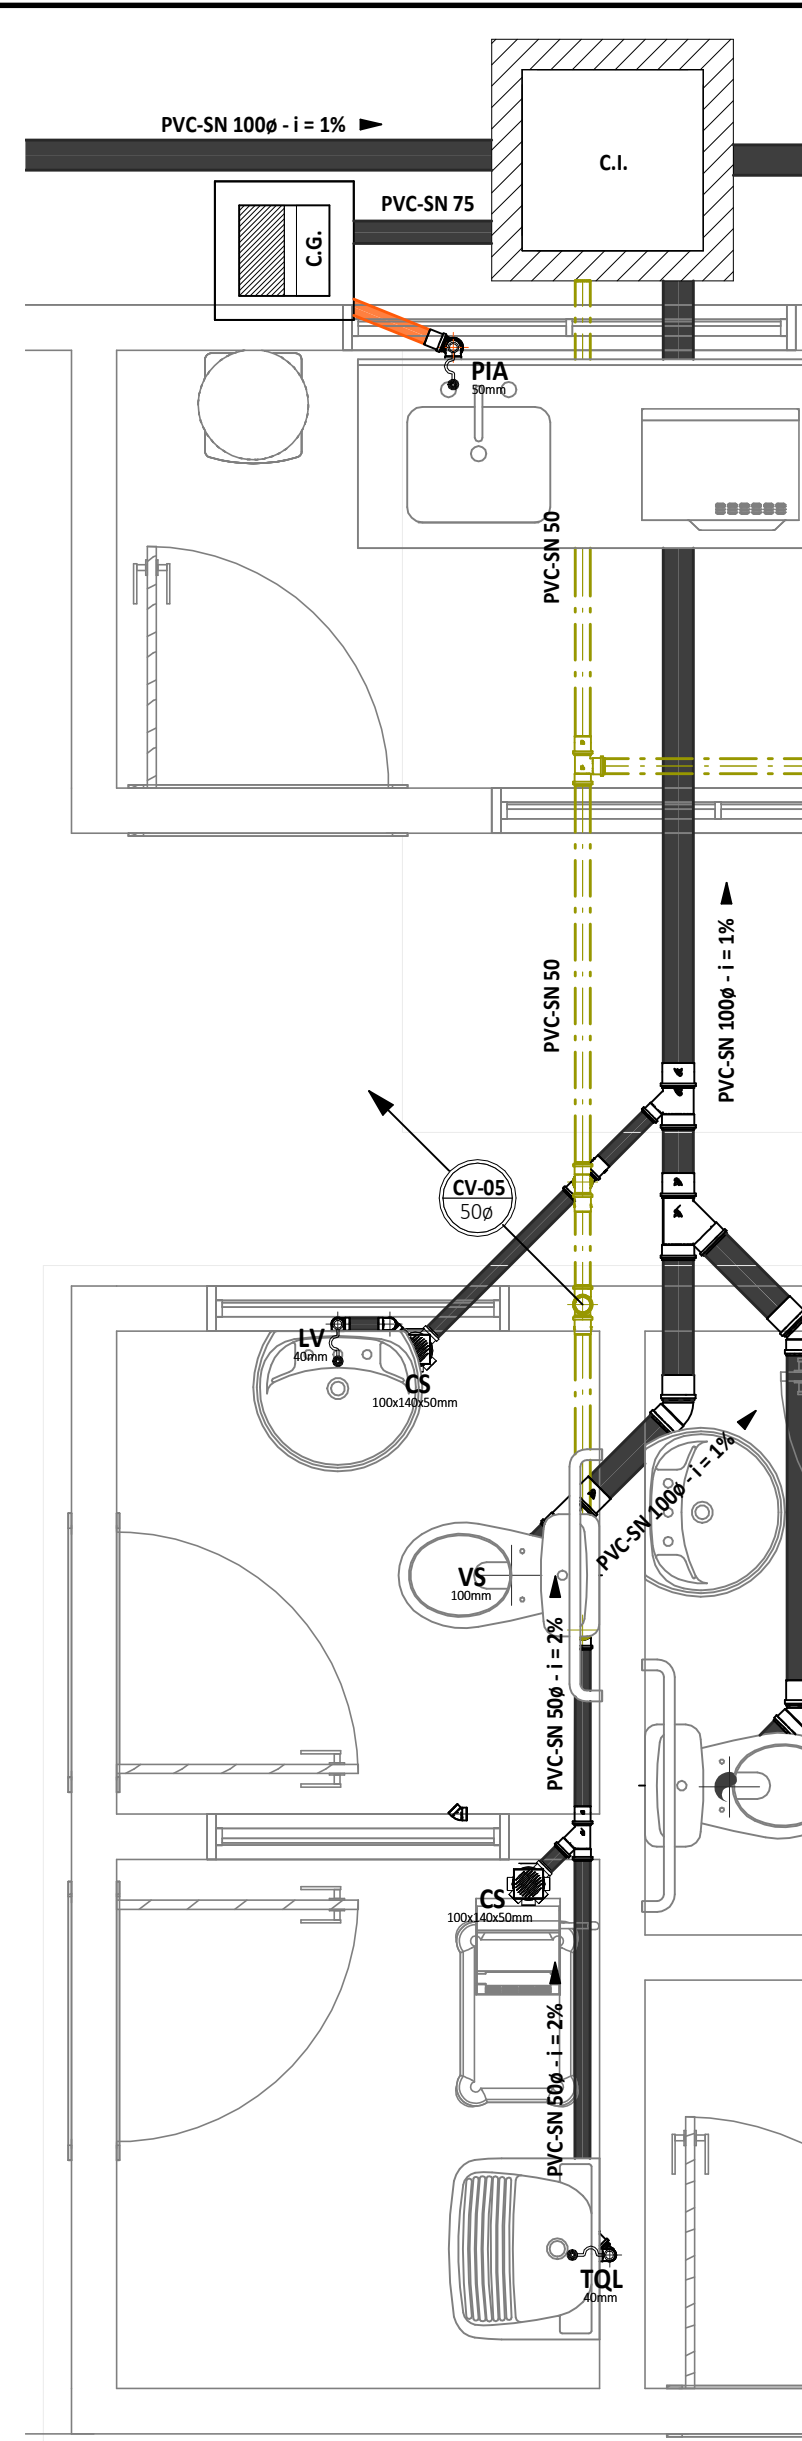 PVC-SN 100ø - i = 1%
C.I.
PVC-SN 75
C.G.
PIA
50mm
PVC-SN 50
PVC-SN 50
PVC-SN 100ø - i = 1%
CV-05
50ø
LV
40mm
CS
100x140x50mm
PVC-SN 100ø - i = 1%
VS
100mm
PVC-SN 50ø - i = 2%
CS
100x140x50mm
PVC-SN 50ø - i = 2%
TQL
40mm